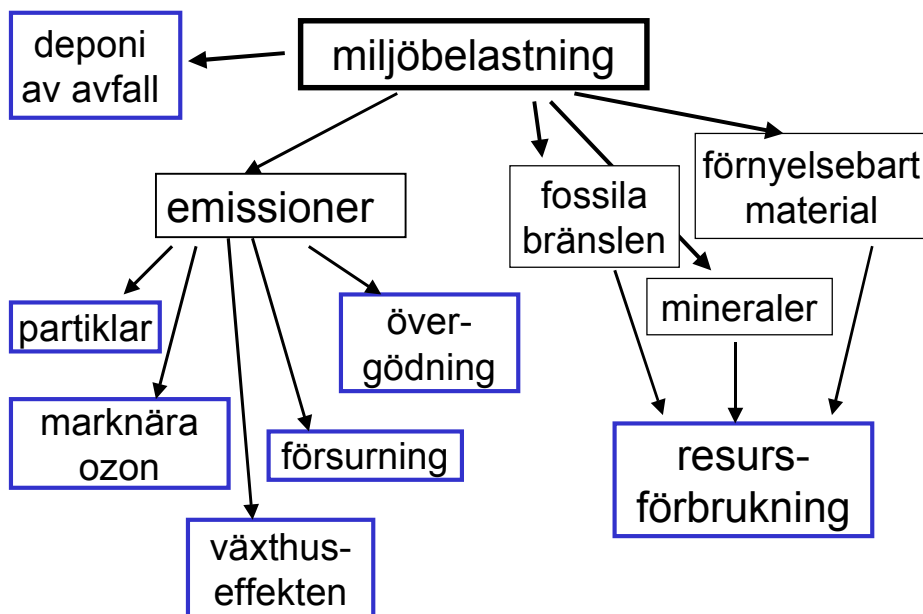 deponi
av avfall
miljöbelastning
emissioner
fossila
bränslen
förnyelsebart
material
mineraler
partiklar
över-
gödning
marknära
ozon
försurning
växthus-
effekten
resurs-
förbrukning